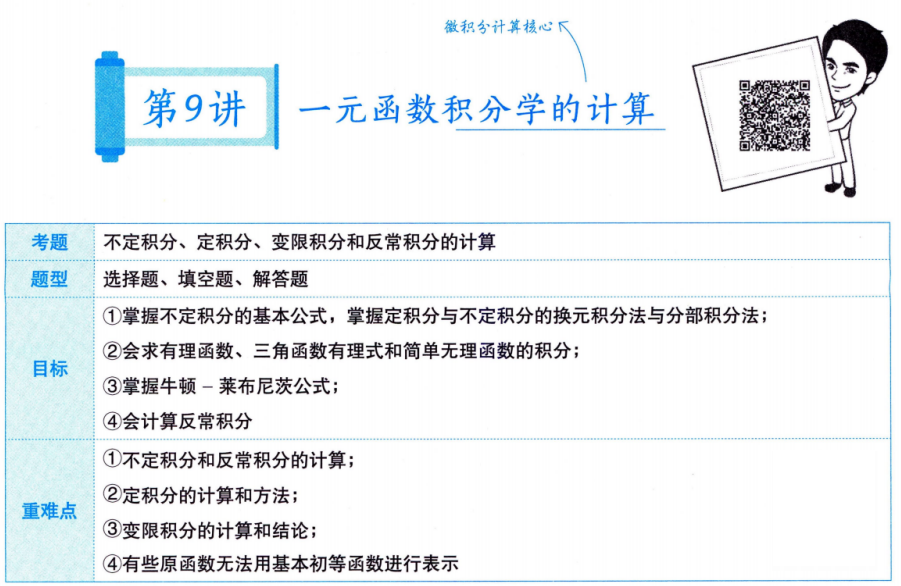 微积分计算核心
第9讲 一元函数积分学的计算
考题 不定积分、定积分、变限积分和反常积分的计算
题型 选择题、填空题、解答题
目标
①掌握不定积分的基本公式，掌握定积分与不定积分的换元积分法与分部积分法；
②会求有理函数、三角函数有理式和简单无理函数的积分；
③掌握牛顿－莱布尼茨公式；
④会计算反常积分
重难点
①不定积分和反常积分的计算；
②定积分的计算和方法；
③变限积分的计算和结论；
④有些原函数无法用基本初等函数进行表示